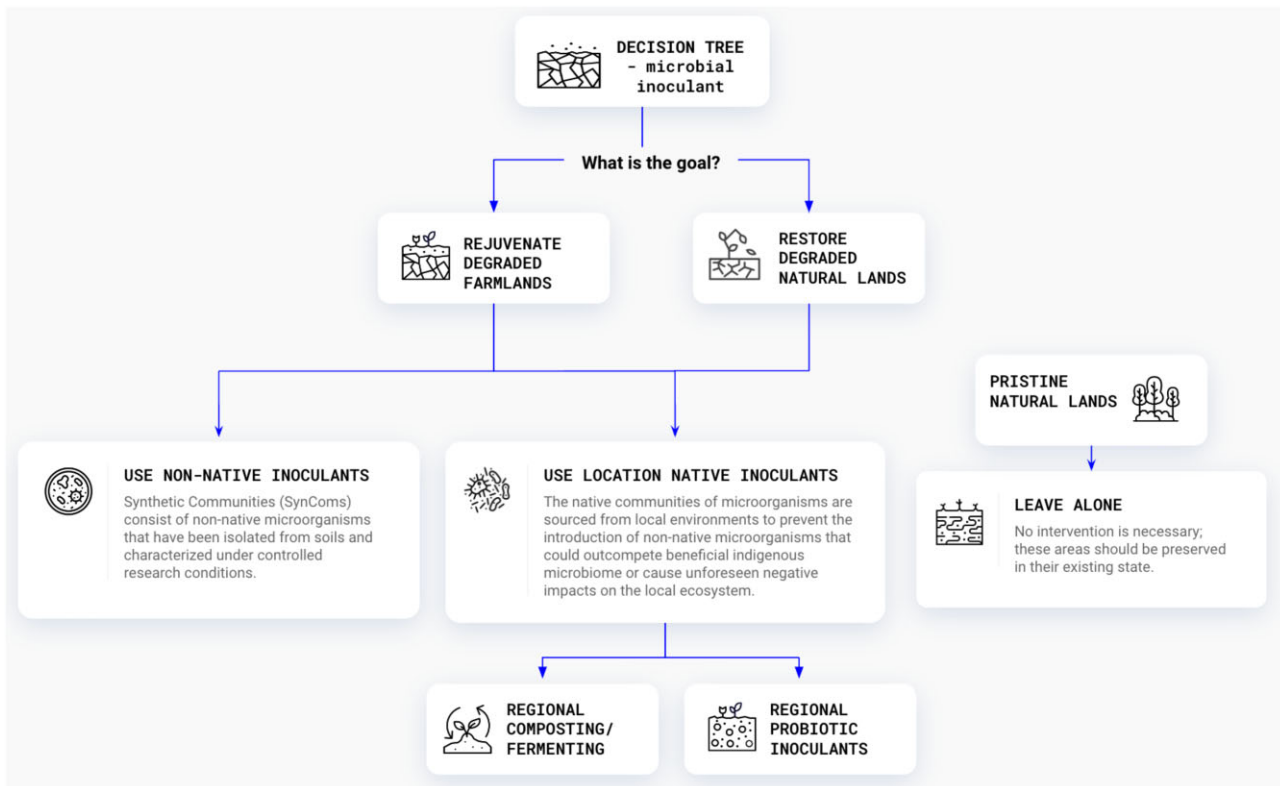 DECISION TREE
– microbial
inoculant
What is the goal?
REJUVENATE
DEGRADED
FARMLANDS
RESTORE
DEGRADED
NATURAL LANDS
PRISTINE
NATURAL LANDS
USE NON-NATIVE INOCULANTS
Synthetic Communities (SynComs)
consist of non-native microorganisms
that have been isolated from soils and
characterized under controlled
research conditions.
USE LOCATION NATIVE INOCULANTS
The native communities of microorganisms are
sourced from local environments to prevent the
introduction of non-native microorganisms that
could outcompete beneficial indigenous
microbiome or cause unforeseen negative
impacts on the local ecosystem.
LEAVE ALONE
No intervention is necessary;
these areas should be preserved
in their existing state.
REGIONAL
COMPOSTING/
FERMENTING
REGIONAL
PROBIOTIC
INOCULANTS